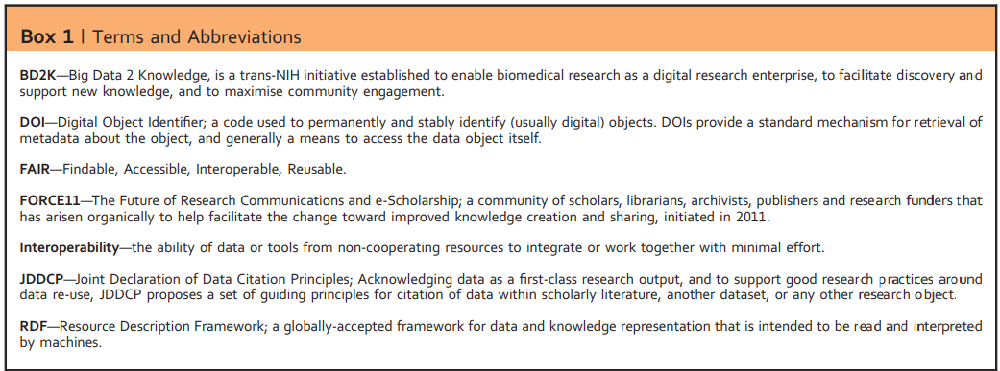 Box 1 | Terms and Abbreviations
BD2K—Big Data 2 Knowledge, is a trans-NIH initiative established to enable biomedical research as a digital research enterprise, to facilitate discovery and
support new knowledge, and to maximise community engagement.
DOI—Digital Object Identifier; a code used to permanently and stably identify (usually digital) objects. DOIs provide a standard mechanism for retrieval of
metadata about the object, and generally a means to access the data object itself.
FAIR—Findable, Accessible, Interoperable, Reusable.
FORCE11—The Future of Research Communications and e-Scholarship; a community of scholars, librarians, archivists, publishers and research funders that
has arisen organically to help facilitate the change toward improved knowledge creation and sharing, initiated in 2011.
Interoperability—the ability of data or tools from non-cooperating resources to integrate or work together with minimal effort.
JDDCP—Joint Declaration of Data Citation Principles; Acknowledging data as a first-class research output, and to support good research practices around
data re-use, JDDCP proposes a set of guiding principles for citation of data within scholarly literature, another dataset, or any other research object.
RDF—Resource Description Framework; a globally-accepted framework for data and knowledge representation that is intended to be read and interpreted
by machines.